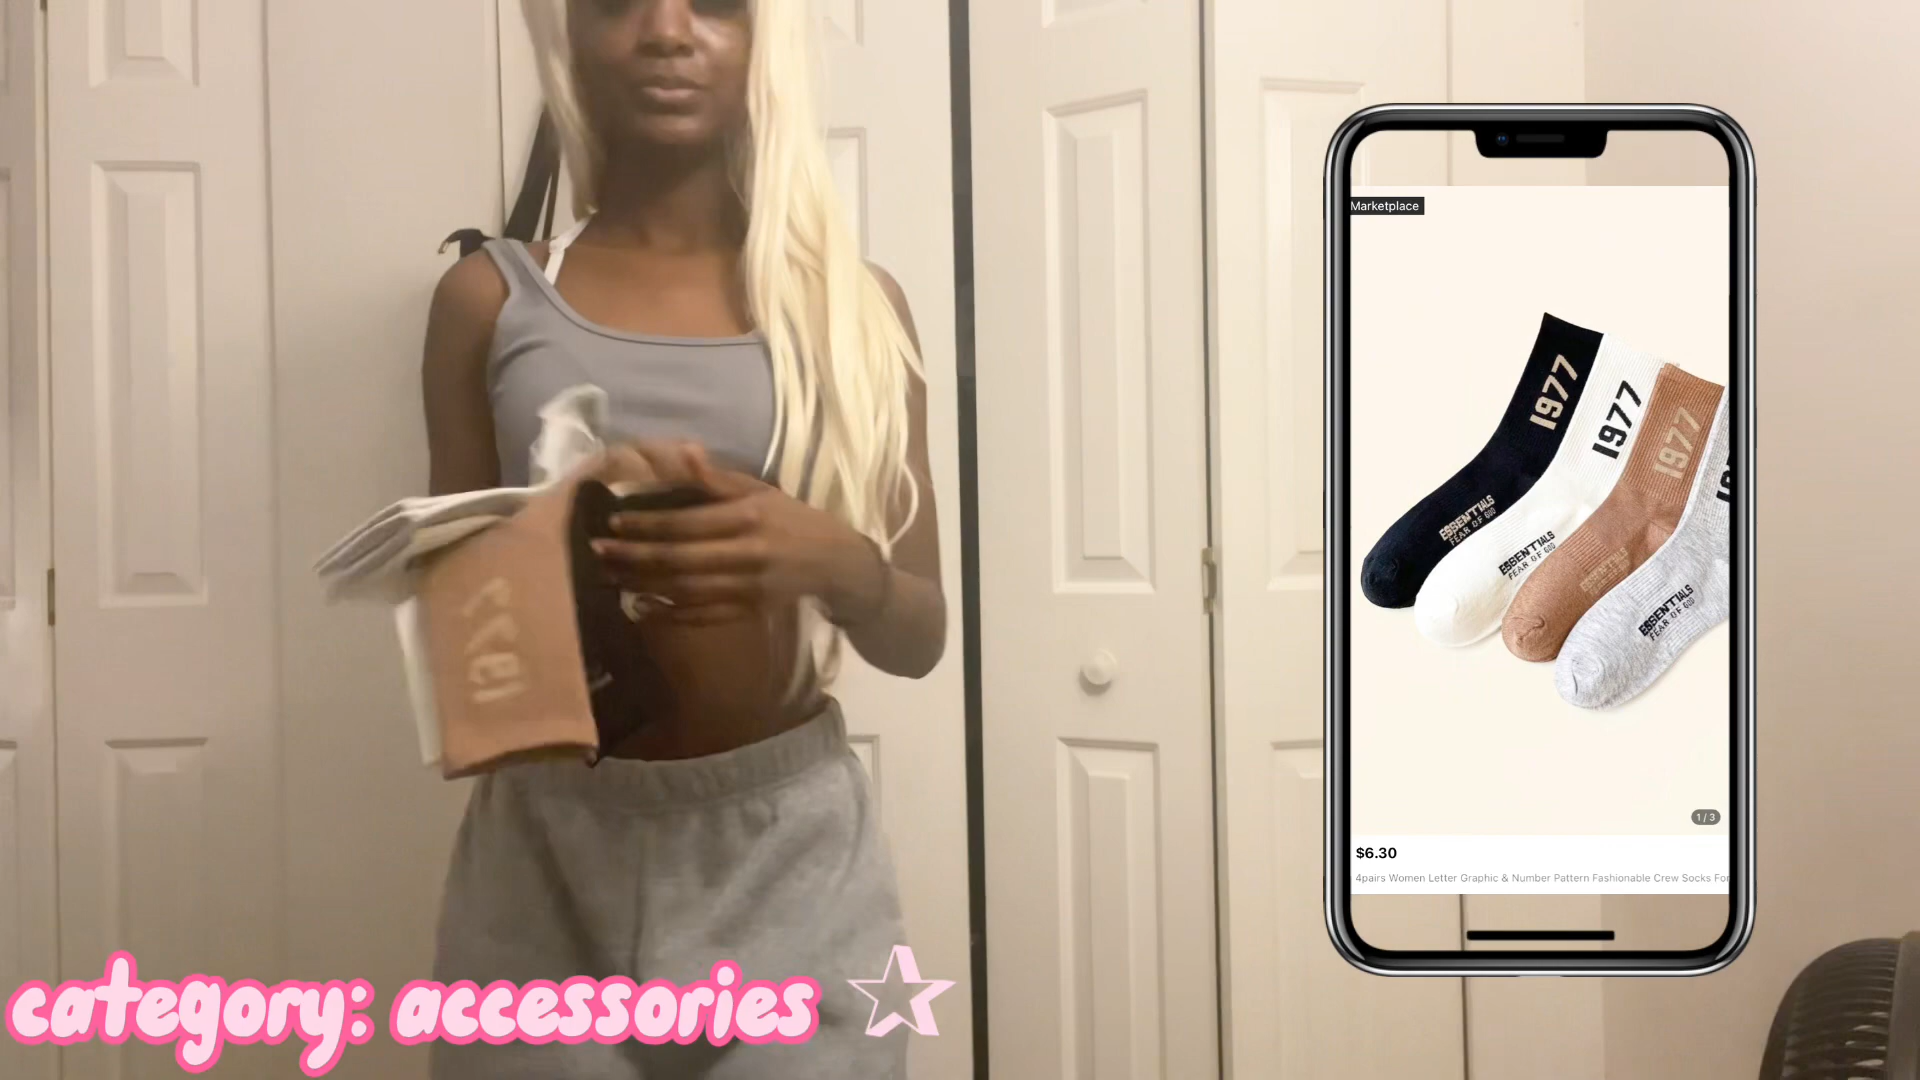 Marketplace
1977
1977
1977
ESSENTIALS
FEAR OF GOD
ESSENTIALS
FEAR OF GOD
ESSENTIALS
FEAR OF GOD
1/3
$6.30
4pairs Women Letter Graphic & Number Pattern Fashionable Crew Socks For
1977
category: accessories